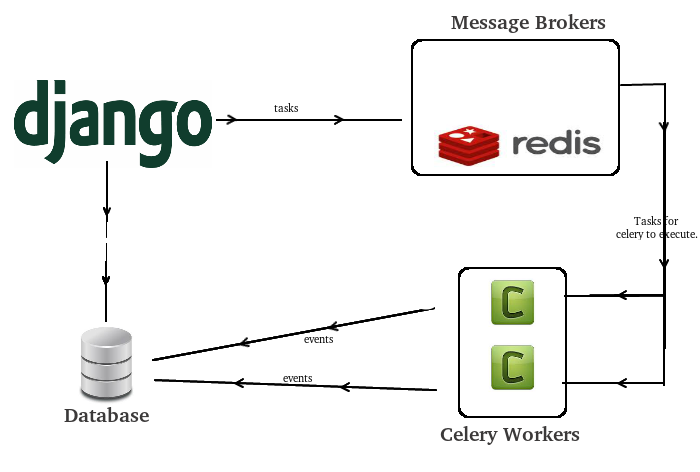 Message Brokers
django
tasks
redis
Tasks for
celery to execute.
C
events
C
events
Database
Celery Workers